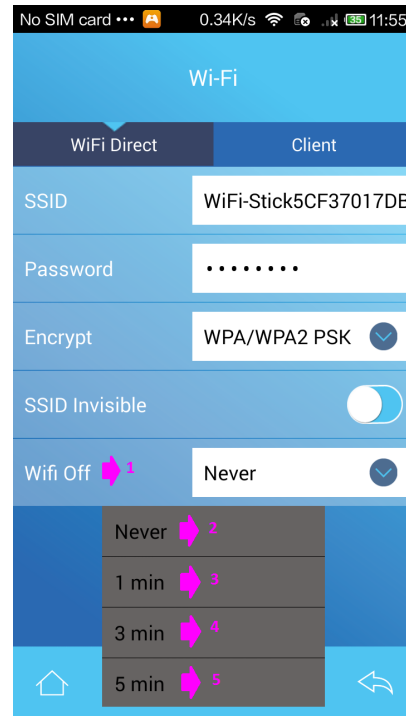 No SIM card ••• 0.34K/s 35 11:55
Wi-Fi
WiFi Direct Client
SSID WiFi-Stick5CF37017DB
Password ••••••••
Encrypt WPA/WPA2 PSK
SSID Invisible
Wifi Off 1 Never
Never 2
1 min 3
3 min 4
5 min 5